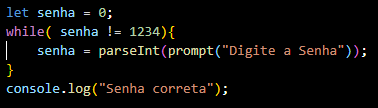 let senha = 0;
while( senha != 1234){
    senha = parseInt(prompt("Digite a Senha"));
}
console.log("Senha correta");